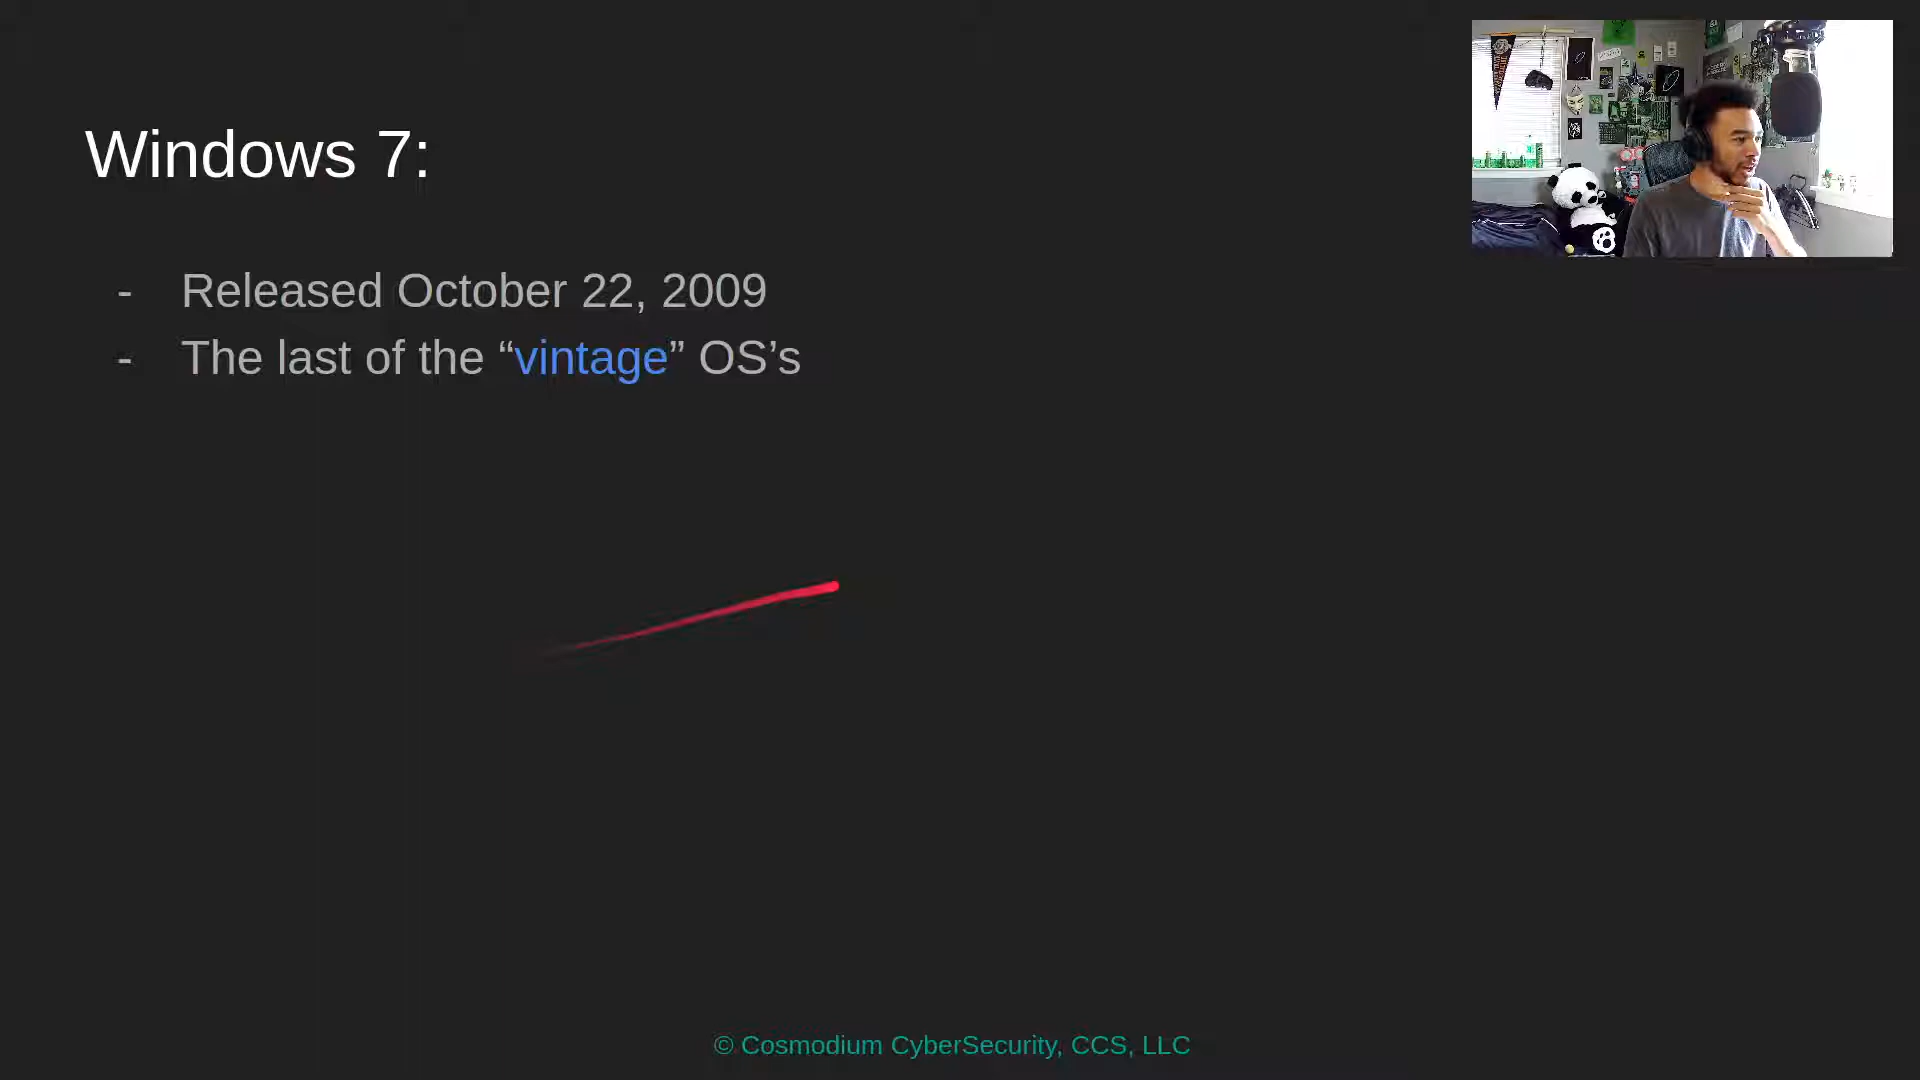 Windows 7:
- Released October 22, 2009
- The last of the “vintage” OS’s
© Cosmodium CyberSecurity, CCS, LLC